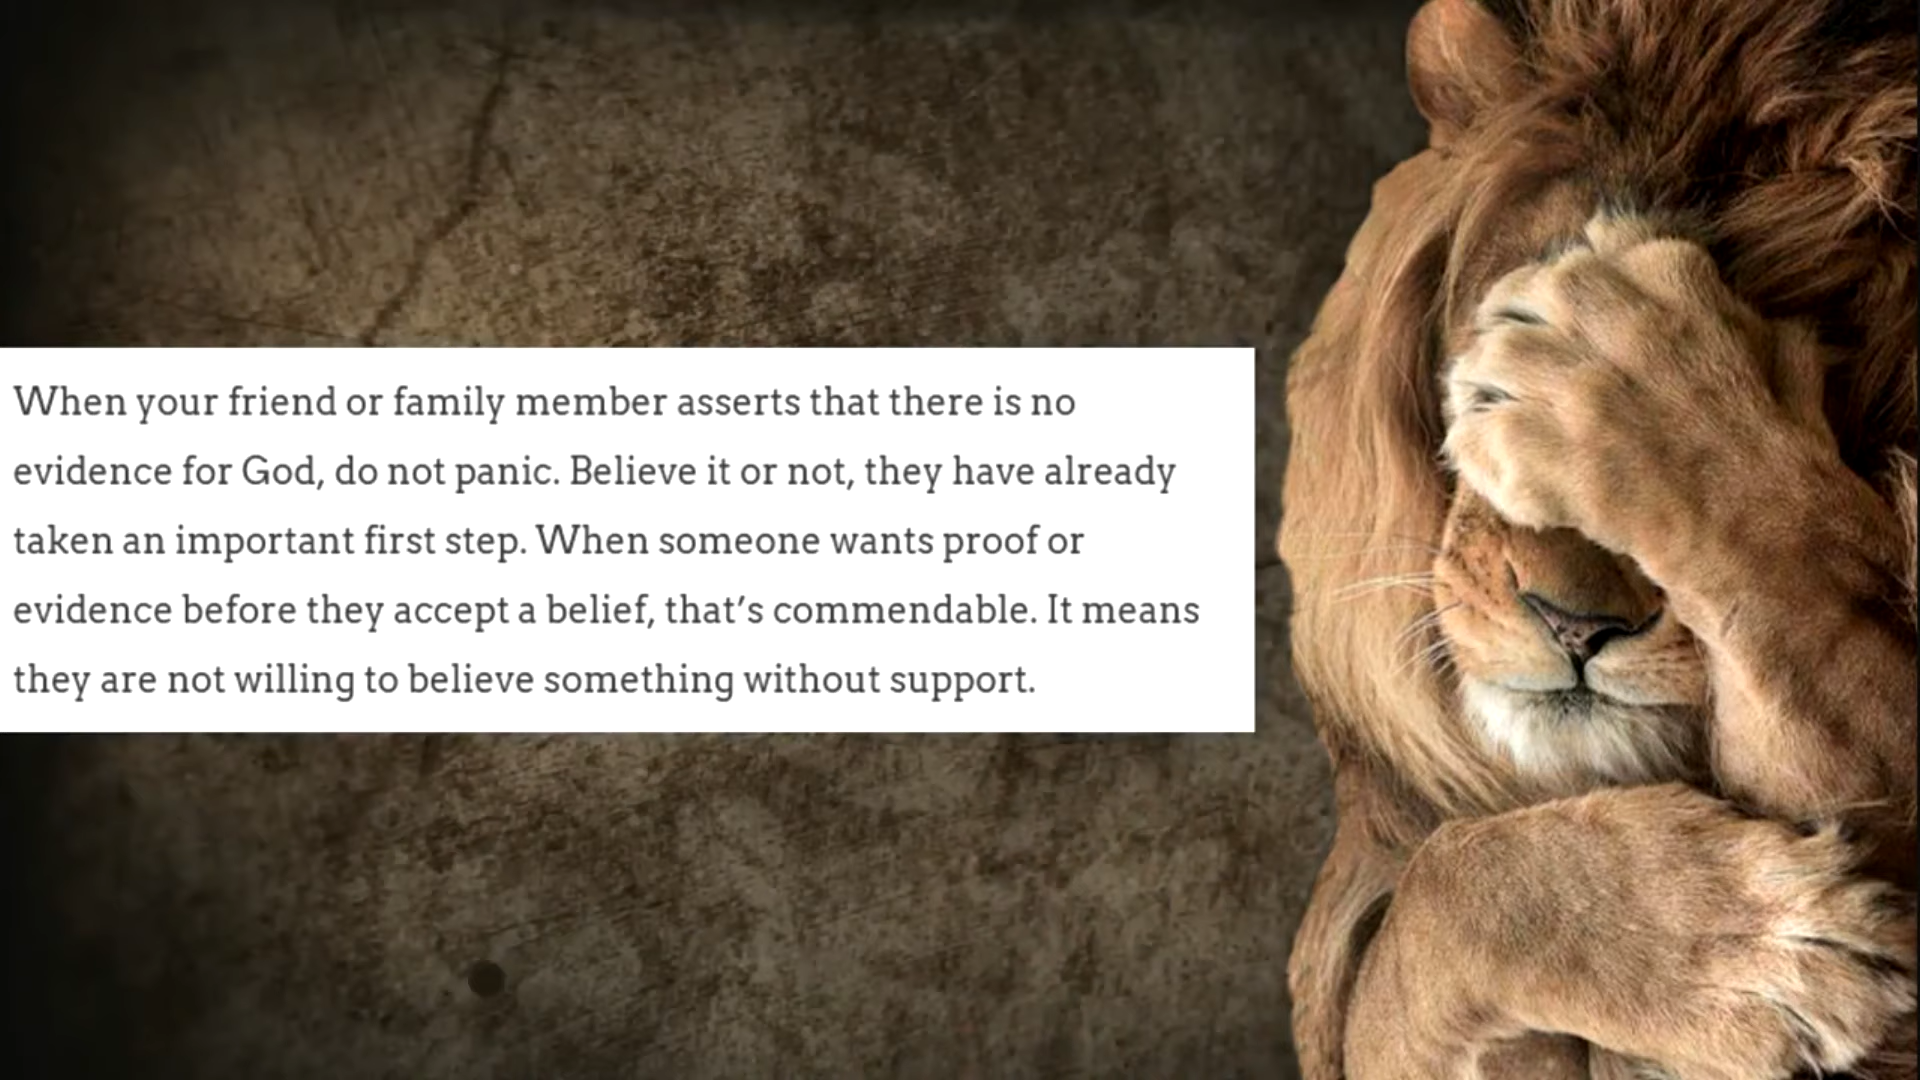 When your friend or family member asserts that there is no
evidence for God, do not panic. Believe it or not, they have already
taken an important first step. When someone wants proof or
evidence before they accept a belief, that’s commendable. It means
they are not willing to believe something without support.